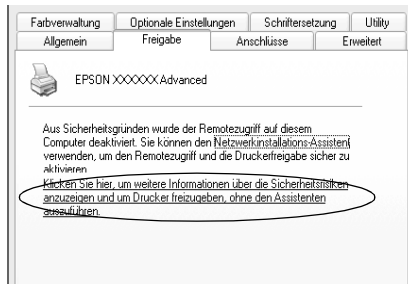 Farbverwaltung Optionale Einstellungen Schriftersetzung Utility
Allgemein Freigabe Anschlüsse Erweitert
EPSON XXXXXX Advanced
Aus Sicherheitsgründen wurde der Remotezugriff auf diesem
Computer deaktiviert. Sie können den Netzwerkinstallations-Assistent
verwenden, um den Remotezugriff und die Druckerfreigabe sicher zu
aktivieren.
Klicken Sie hier, um weitere Informationen über die Sicherheitsrisiken
anzuzeigen und um Drucker freizugeben, ohne den Assistenten
auszuführen.